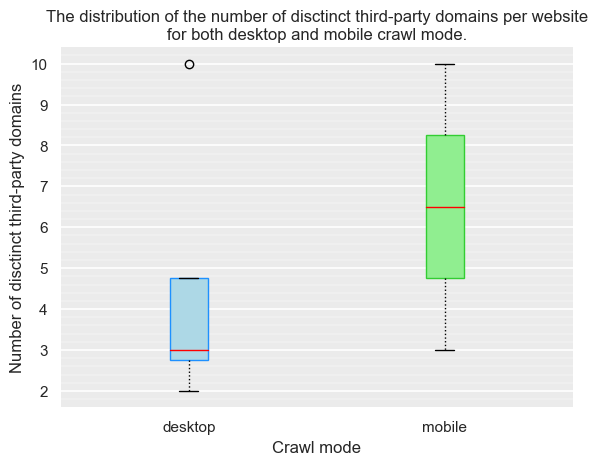 The distribution of the number of disctinct third-party domains per website
for both desktop and mobile crawl mode.
Number of disctinct third-party domains
10
9
8
7
6
5
4
3
2
desktop
mobile
Crawl mode